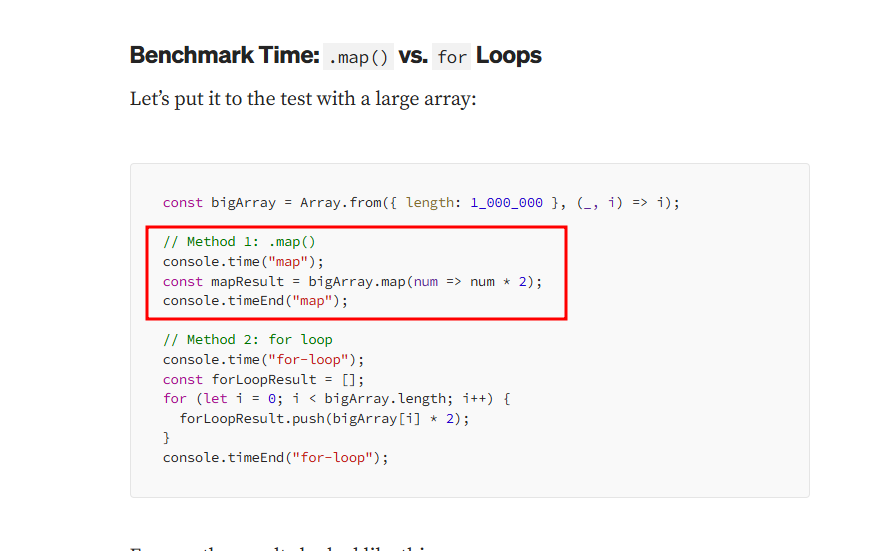 Benchmark Time: .map() vs. for Loops
Let’s put it to the test with a large array:
const bigArray = Array.from({ length: 1_000_000 }, (_, i) => i);
// Method 1: .map()
console.time("map");
const mapResult = bigArray.map(num => num * 2);
console.timeEnd("map");
// Method 2: for loop
console.time("for-loop");
const forLoopResult = [];
for (let i = 0; i < bigArray.length; i++) {
  forLoopResult.push(bigArray[i] * 2);
}
console.timeEnd("for-loop");